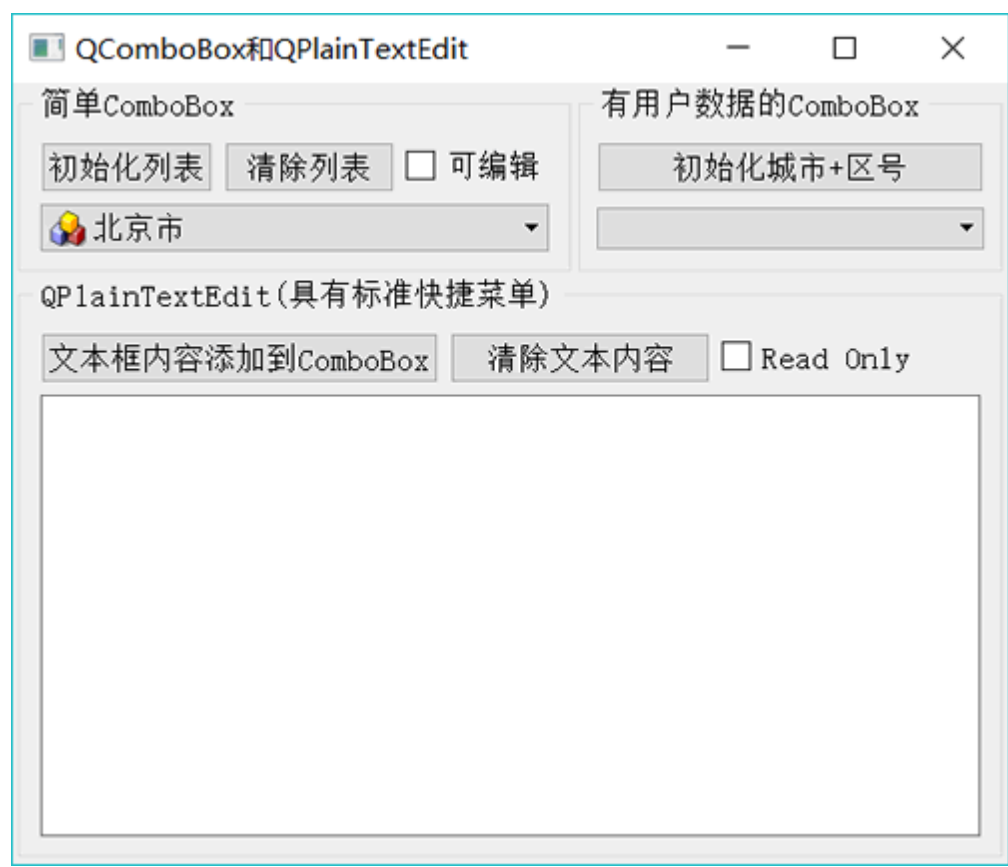 QComboBox和QPlainTextEdit
简单ComboBox
有用户数据的ComboBox
初始化列表 清除列表 可编辑
初始化城市+区号
北京市
QPlainTextEdit(具有标准快捷菜单)
文本框内容添加到ComboBox 清除文本内容 Read Only